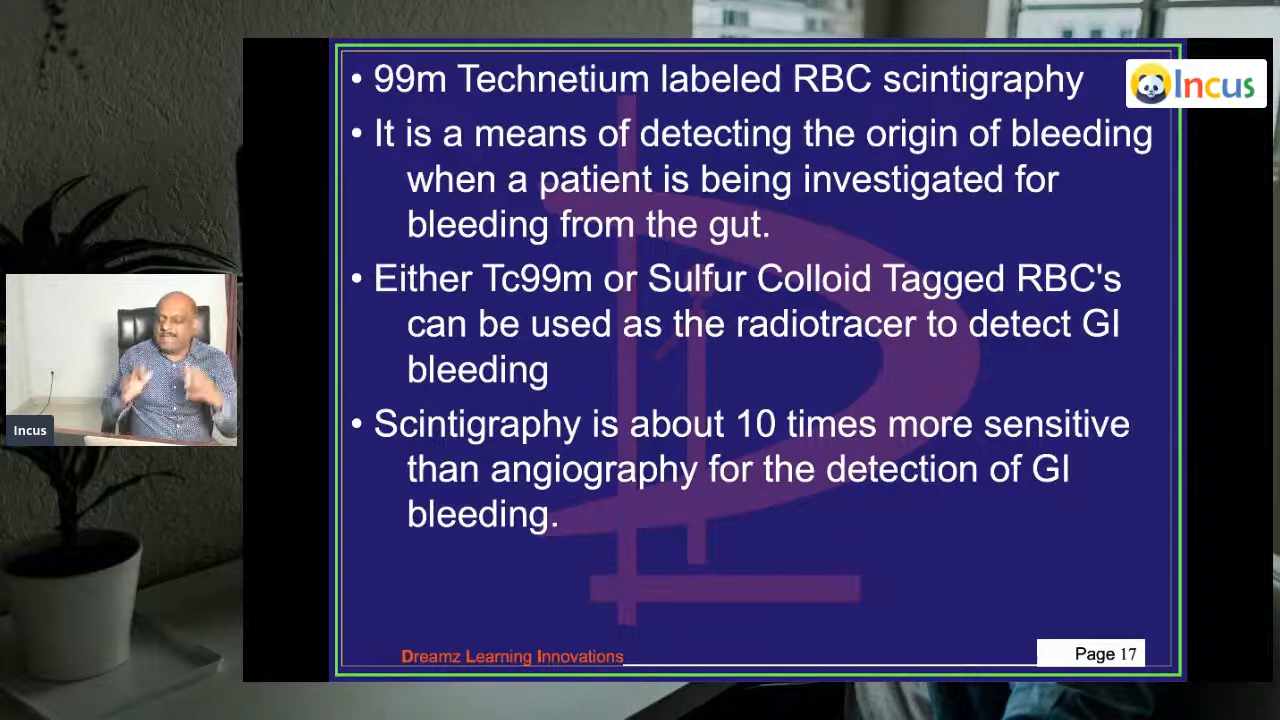 • 99m Technetium labeled RBC scintigraphy
• It is a means of detecting the origin of bleeding
when a patient is being investigated for
bleeding from the gut.
• Either Tc99m or Sulfur Colloid Tagged RBC's
can be used as the radiotracer to detect GI
bleeding
• Scintigraphy is about 10 times more sensitive
than angiography for the detection of GI
bleeding.
Dreamz Learning Innovations
Page 17
Incus
Incus